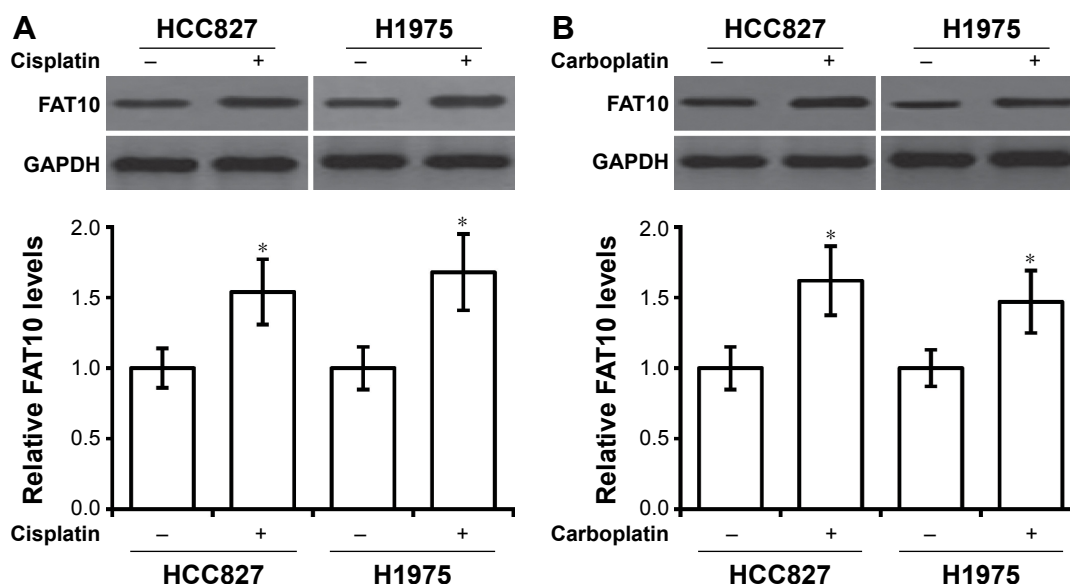 A
HCC827 H1975
Cisplatin – + – +
FAT10
GAPDH
Relative FAT10 levels
2.0
* *
1.5
1.0
0.5
0.0
Cisplatin – + – +
HCC827 H1975
B
HCC827 H1975
Carboplatin – + – +
FAT10
GAPDH
Relative FAT10 levels
2.0
* *
1.5
1.0
0.5
0.0
Carboplatin – + – +
HCC827 H1975